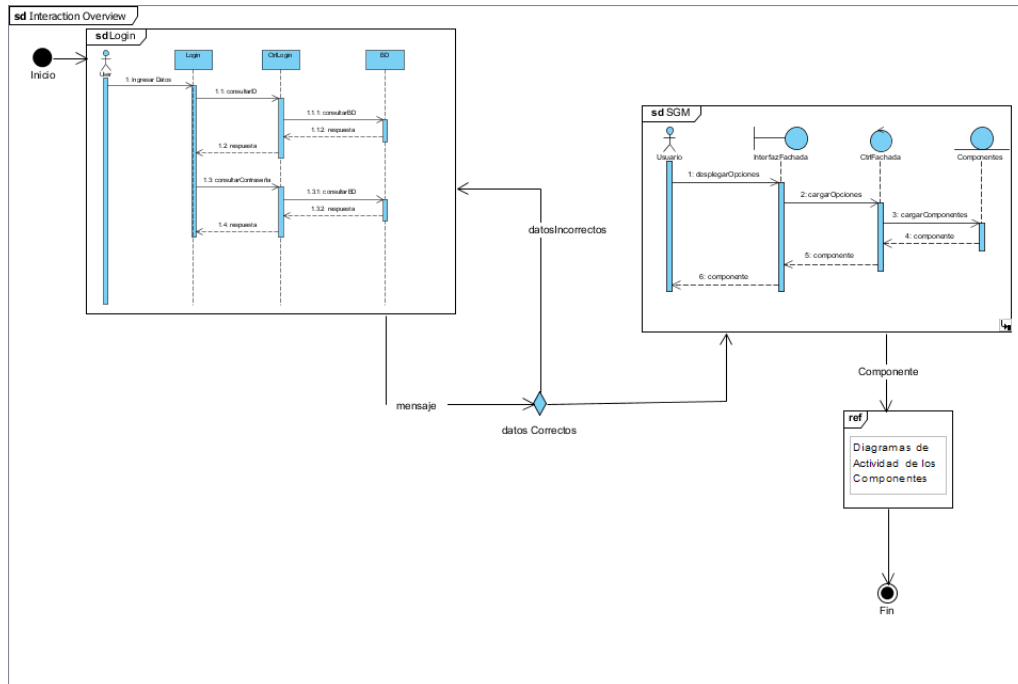 sd Interaction Overview
sd Login
Inicio
User
Login
CtrlLogin
BD
1: Ingresar Datos
1.1: consultarID
1.1.1: consultarBD
1.1.2: respuesta
1.2: respuesta
1.3: consultarContraseña
1.3.1: consultarBD
1.3.2: respuesta
1.4: respuesta
sd SGM
Usuario
InterfazFachada
CtrlFachada
Componentes
1: desplegarOpciones
2: cargarOpciones
3: cargarComponentes
4: componente
5: componente
6: componente
datosIncorrectos
mensaje
datos Correctos
Componente
ref
Diagramas de
Actividad de los
Componentes
Fin